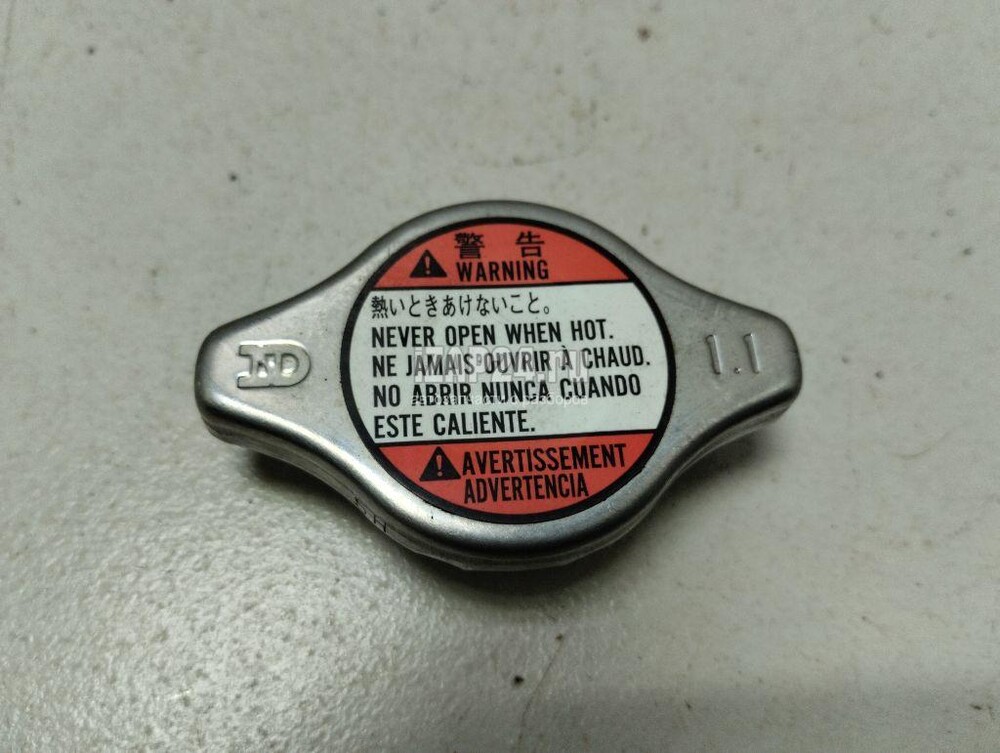 警 告
WARNING
熱いときあけないこと。
NEVER OPEN WHEN HOT.
NE JAMAIS OUVRIR À CHAUD.
NO ABRIR NUNCA CUANDO
ESTE CALIENTE.
AVERTISSEMENT
ADVERTENCIA
ND
1.1